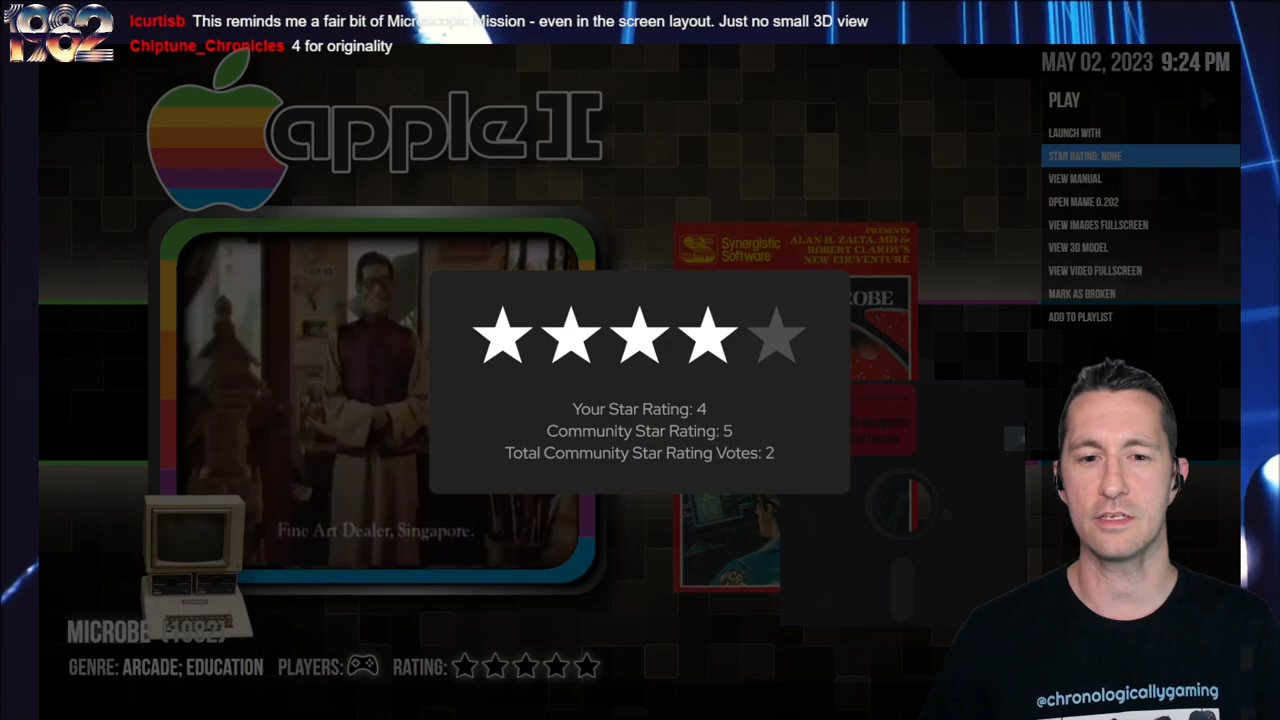 1982
lcurtisb This reminds me a fair bit of Microscopic Mission - even in the screen layout. Just no small 3D view
Chiptune_Chronicles 4 for originality
MAY 02, 2023 9:24 PM
apple II
PLAY
LAUNCH WITH
STAR RATING: NONE
VIEW MANUAL
OPEN MAME 0.202
VIEW IMAGES FULLSCREEN
VIEW 3D MODEL
VIEW VIDEO FULLSCREEN
MARK AS BROKEN
ADD TO PLAYLIST
Synergistic Software
PRESENTS
ALAN H. ZALTA, MD &
ROBERT CLARDY'S
NEW EDUVENTURE
ROBE
Your Star Rating: 4
Community Star Rating: 5
Total Community Star Rating Votes: 2
Synergistic
Software
Fine Art Dealer, Singapore.
MICROBE (1982)
GENRE: ARCADE; EDUCATION PLAYERS: RATING:
@chronologicallygaming